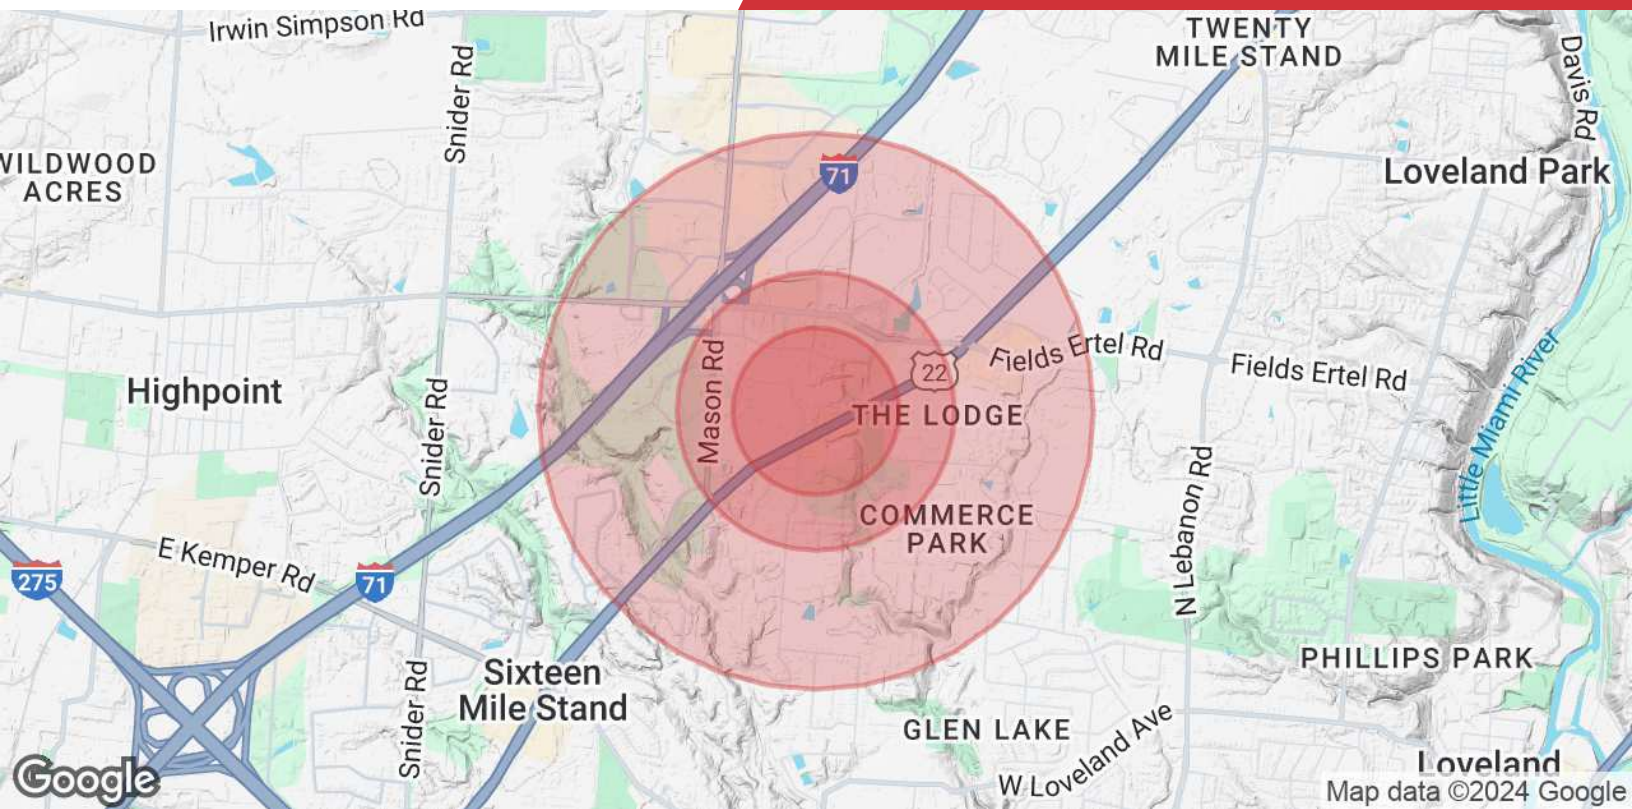 Irwin Simpson Rd
TWENTY
MILE STAND
Davis Rd
Snider Rd
WILDWOOD
ACRES
71
Loveland Park
Highpoint
Snider Rd
Mason Rd
22
Fields Ertel Rd
Fields Ertel Rd
THE LODGE
Little Miami River
COMMERCE
PARK
N Lebanon Rd
E Kemper Rd
275
71
Sixteen
Mile Stand
Snider Rd
PHILLIPS PARK
GLEN LAKE
W Loveland Ave
Loveland
Google
Map data ©2024 Google